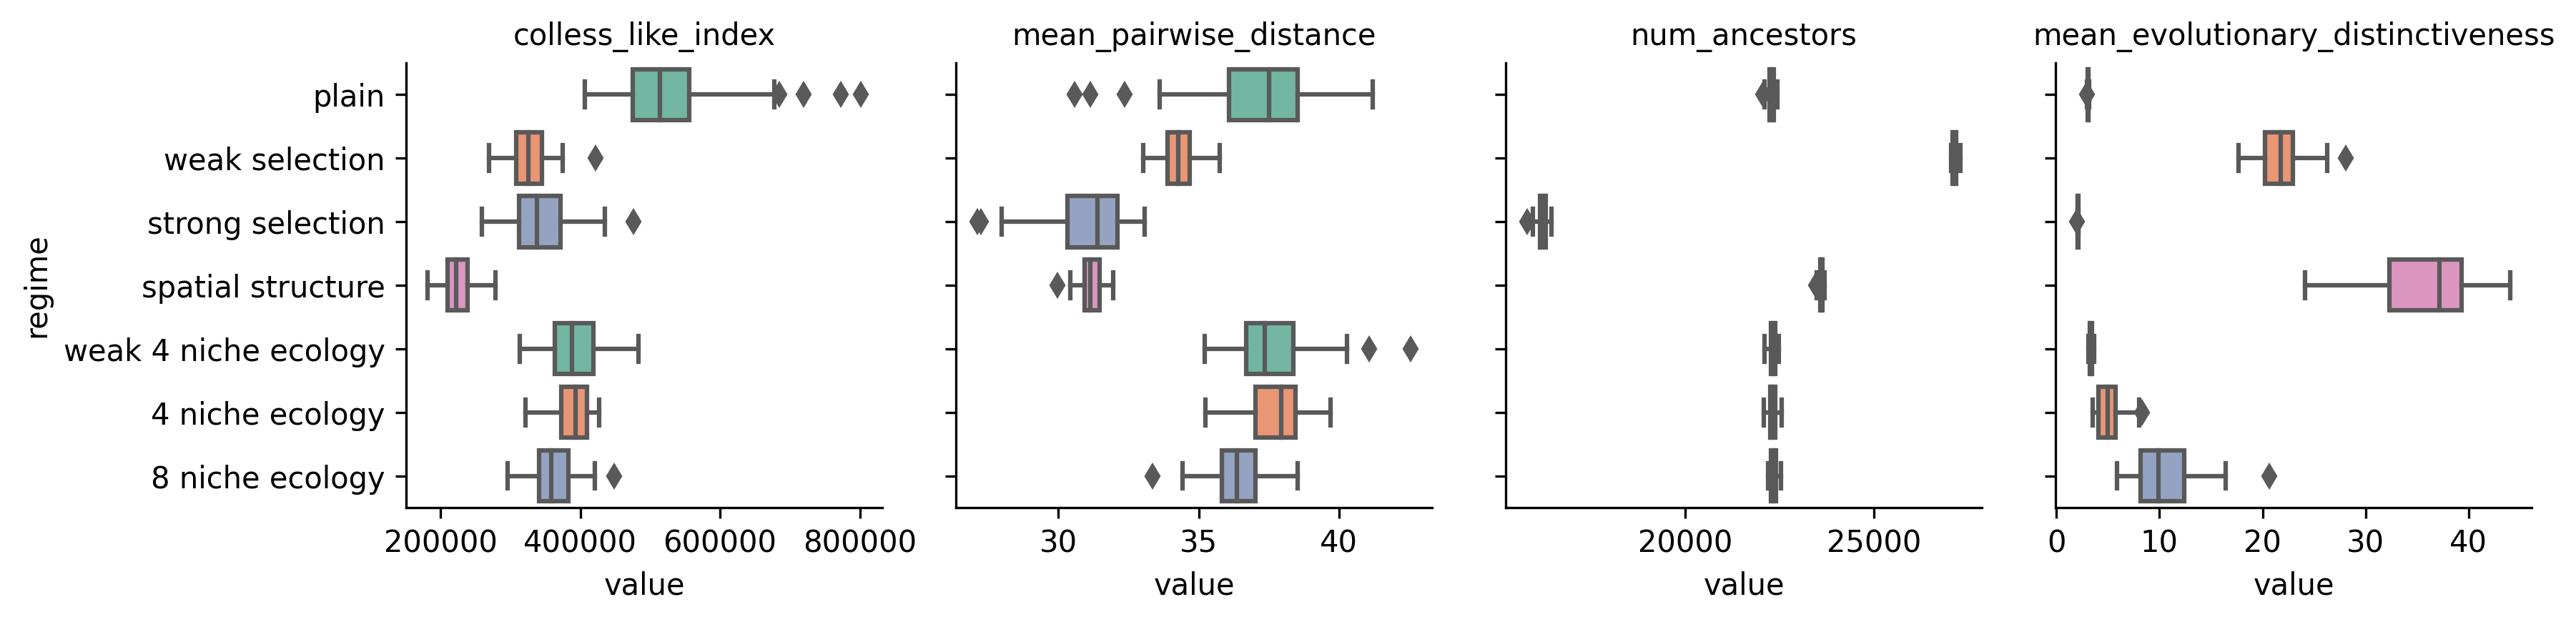 colless_like_index
mean_pairwise_distance
num_ancestors
mean_evolutionary_distinctiveness
regime
plain
weak selection
strong selection
spatial structure
weak 4 niche ecology
4 niche ecology
8 niche ecology
200000 400000 600000 800000
value
30 35 40
value
20000 25000
value
0 10 20 30 40
value